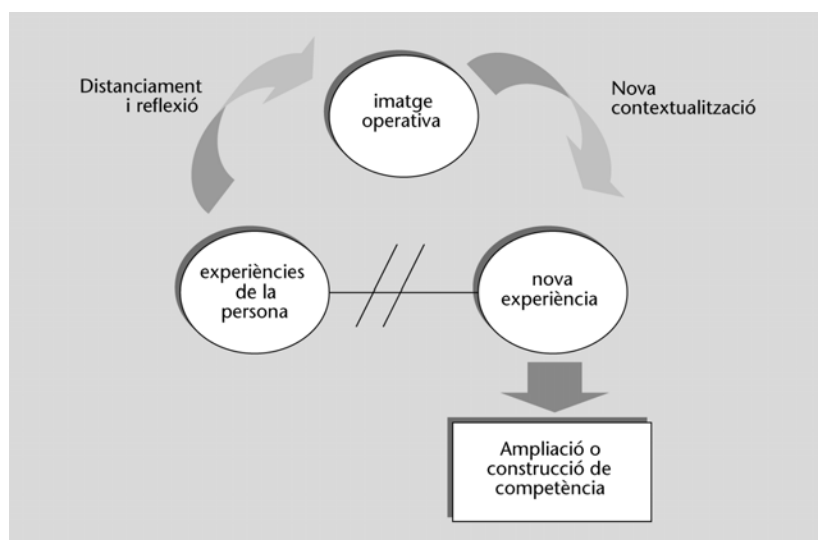 Distanciament
i reflexió
imatge
operativa
Nova
contextualització
experiències
de la
persona
nova
experiència
Ampliació o
construcció de
competència